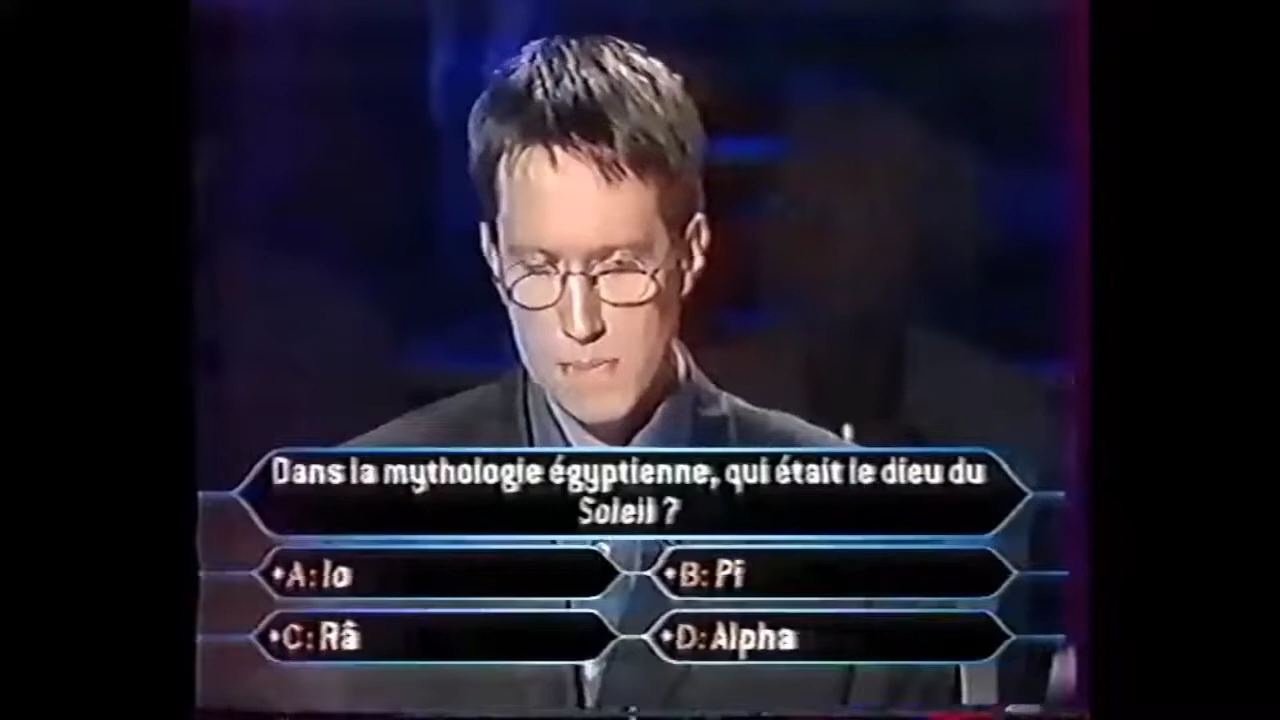 Dans la mythologie égyptienne, qui était le dieu du
Soleil ?
•A: Io
•B: Pi
•C: Râ
•D: Alpha